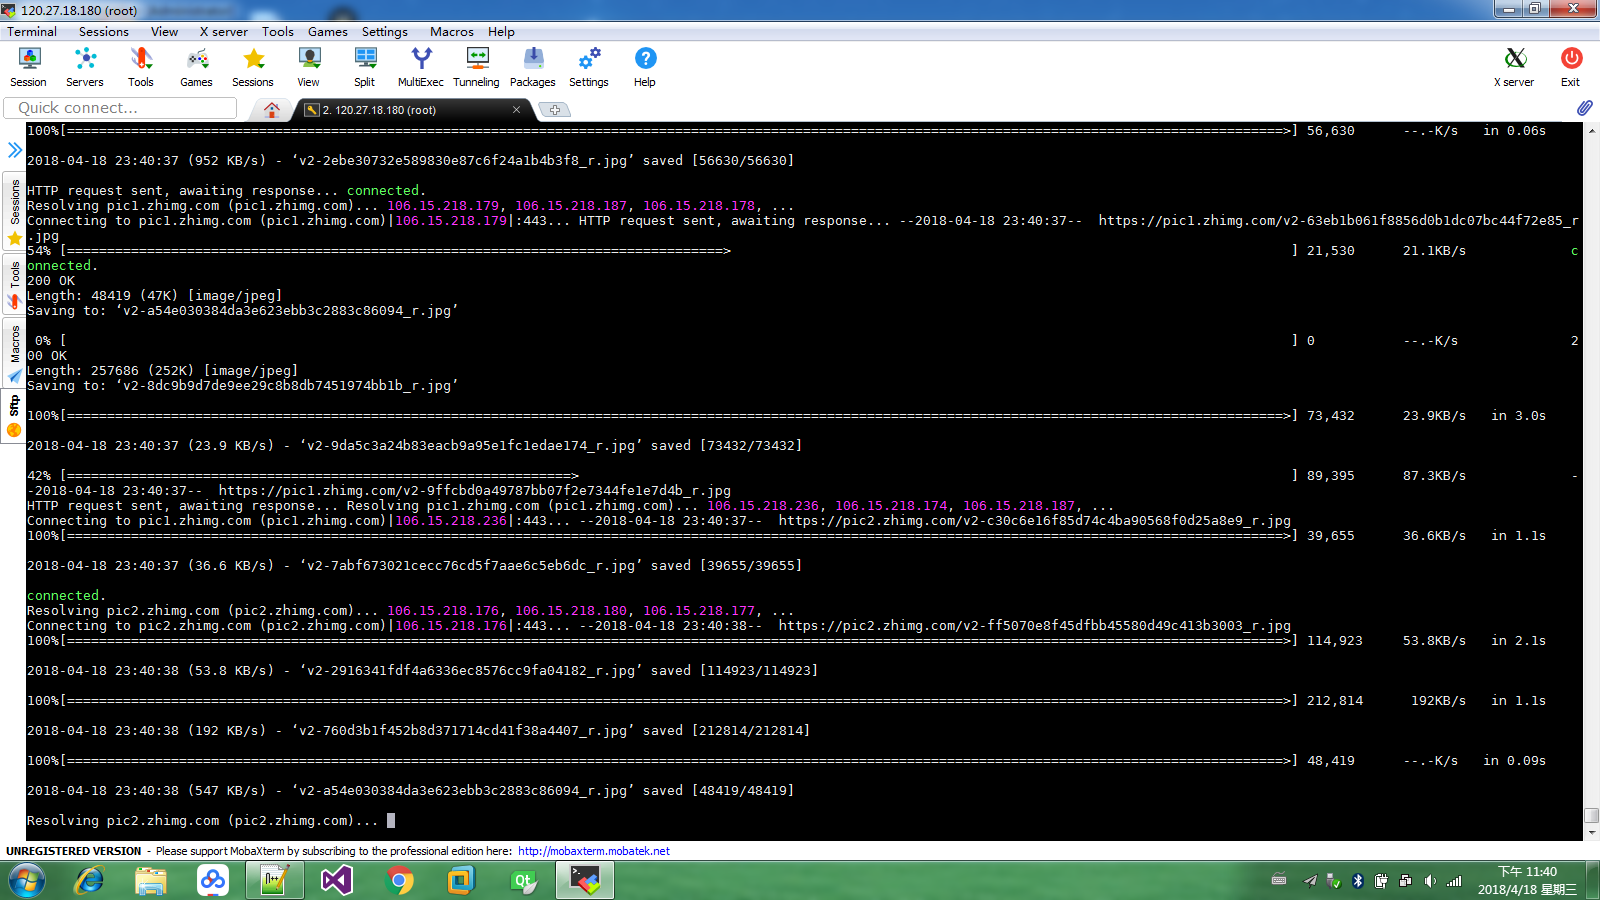 120.27.18.180 (root)
Terminal Sessions View X server Tools Games Settings Macros Help
Session Servers Tools Games Sessions View Split MultiExec Tunneling Packages Settings Help X server Exit
Quick connect...
2. 120.27.18.180 (root)
Sessions
Tools
Macros
Sftp
100%[=======================================>] 56,630 --.-K/s in 0.06s
2018-04-18 23:40:37 (952 KB/s) - ‘v2-2ebe30732e589830e87c6f24a1b4b3f8_r.jpg’ saved [56630/56630]
HTTP request sent, awaiting response... connected.
Resolving pic1.zhimg.com (pic1.zhimg.com)... 106.15.218.179, 106.15.218.187, 106.15.218.178, ...
Connecting to pic1.zhimg.com (pic1.zhimg.com)|106.15.218.179|:443... HTTP request sent, awaiting response... --2018-04-18 23:40:37--  https://pic1.zhimg.com/v2-63eb1b061f8856d0b1dc07bc44f72e85_r
.jpg
54% [=====================> ] 21,530 21.1KB/s c
onnected.
200 OK
Length: 48419 (47K) [image/jpeg]
Saving to: ‘v2-a54e030384da3e623ebb3c2883c86094_r.jpg’
0% [ ] 0 --.-K/s 2
00 OK
Length: 257686 (252K) [image/jpeg]
Saving to: ‘v2-8dc9b9d7de9ee29c8b8db7451974bb1b_r.jpg’
100%[=======================================>] 73,432 23.9KB/s in 3.0s
2018-04-18 23:40:37 (23.9 KB/s) - ‘v2-9da5c3a24b83eacb9a95e1fc1edae174_r.jpg’ saved [73432/73432]
42% [================> ] 89,395 87.3KB/s -
-2018-04-18 23:40:37--  https://pic1.zhimg.com/v2-9ffcbd0a49787bb07f2e7344fe1e7d4b_r.jpg
HTTP request sent, awaiting response... Resolving pic1.zhimg.com (pic1.zhimg.com)... 106.15.218.236, 106.15.218.174, 106.15.218.187, ...
Connecting to pic1.zhimg.com (pic1.zhimg.com)|106.15.218.236|:443... --2018-04-18 23:40:37--  https://pic2.zhimg.com/v2-c30c6e16f85d74c4ba90568f0d25a8e9_r.jpg
100%[=======================================>] 39,655 36.6KB/s in 1.1s
2018-04-18 23:40:37 (36.6 KB/s) - ‘v2-7abf673021cecc76cd5f7aae6c5eb6dc_r.jpg’ saved [39655/39655]
connected.
Resolving pic2.zhimg.com (pic2.zhimg.com)... 106.15.218.176, 106.15.218.180, 106.15.218.177, ...
Connecting to pic2.zhimg.com (pic2.zhimg.com)|106.15.218.176|:443... --2018-04-18 23:40:38--  https://pic2.zhimg.com/v2-ff5070e8f45dfbb45580d49c413b3003_r.jpg
100%[=======================================>] 114,923 53.8KB/s in 2.1s
2018-04-18 23:40:38 (53.8 KB/s) - ‘v2-2916341fdf4a6336ec8576cc9fa04182_r.jpg’ saved [114923/114923]
100%[=======================================>] 212,814 192KB/s in 1.1s
2018-04-18 23:40:38 (192 KB/s) - ‘v2-760d3b1f452b8d371714cd41f38a4407_r.jpg’ saved [212814/212814]
100%[=======================================>] 48,419 --.-K/s in 0.09s
2018-04-18 23:40:38 (547 KB/s) - ‘v2-a54e030384da3e623ebb3c2883c86094_r.jpg’ saved [48419/48419]
Resolving pic2.zhimg.com (pic2.zhimg.com)...
UNREGISTERED VERSION - Please support MobaXterm by subscribing to the professional edition here: http://mobaxterm.mobatek.net
下午 11:40
2018/4/18 星期三